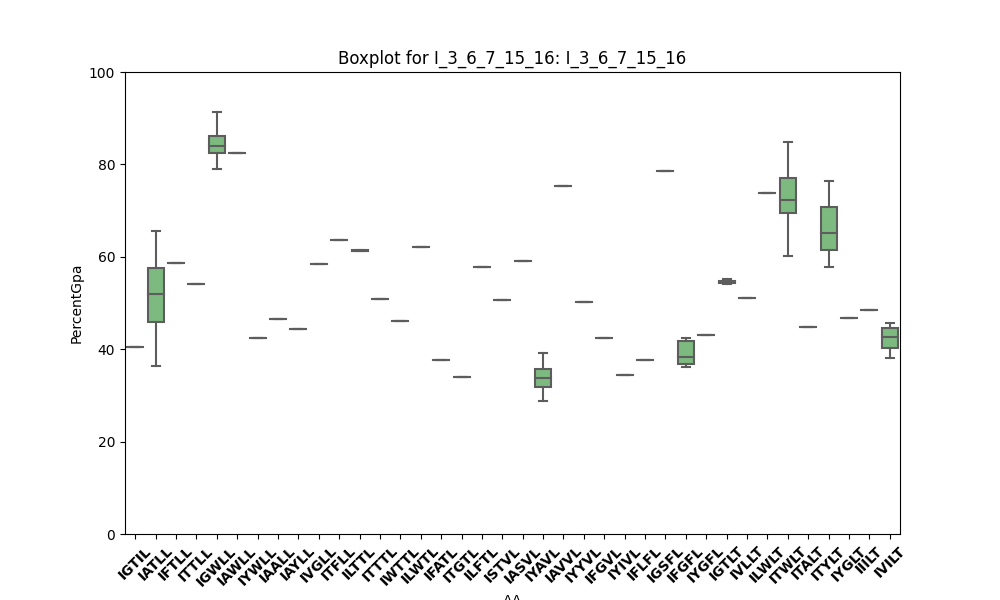 Boxplot for I_3_6_7_15_16: I_3_6_7_15_16
PercentGpa
100
80
60
40
20
0
IGTIL
IATLL
IFTLL
ITTLL
IGWLL
IAWLL
IYWLL
IAALL
IAYLL
IVGLL
ITFLL
ILTTL
ITTTL
IWTTL
ILWTL
IFATL
ITGTL
ILFTL
ISTVL
IASVL
IYAVL
IAVVL
IYYVL
IFGVL
IYIVL
IFLFL
IGSFL
IFGFL
IYGFL
IGTLT
IVLLT
ILWLT
ITWLT
ITALT
ITYLT
IYGLT
IIILT
IVILT